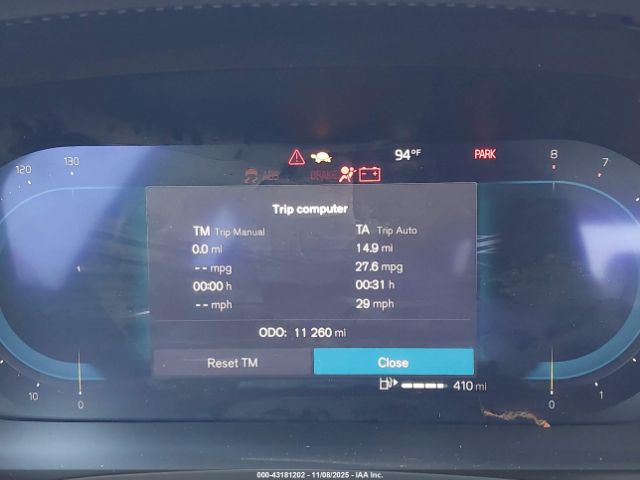 120 130 94°F PARK 8 7
ABS BRAKE
Trip computer
TM Trip Manual TA Trip Auto
0.0 mi 14.9 mi
-- mpg 27.6 mpg
00:00 h 00:31 h
-- mph 29 mph
ODO: 11 260 mi
Reset TM Close
410 mi
10 0 0 1
000-43181202 - 11/08/2025 - IAA Inc.